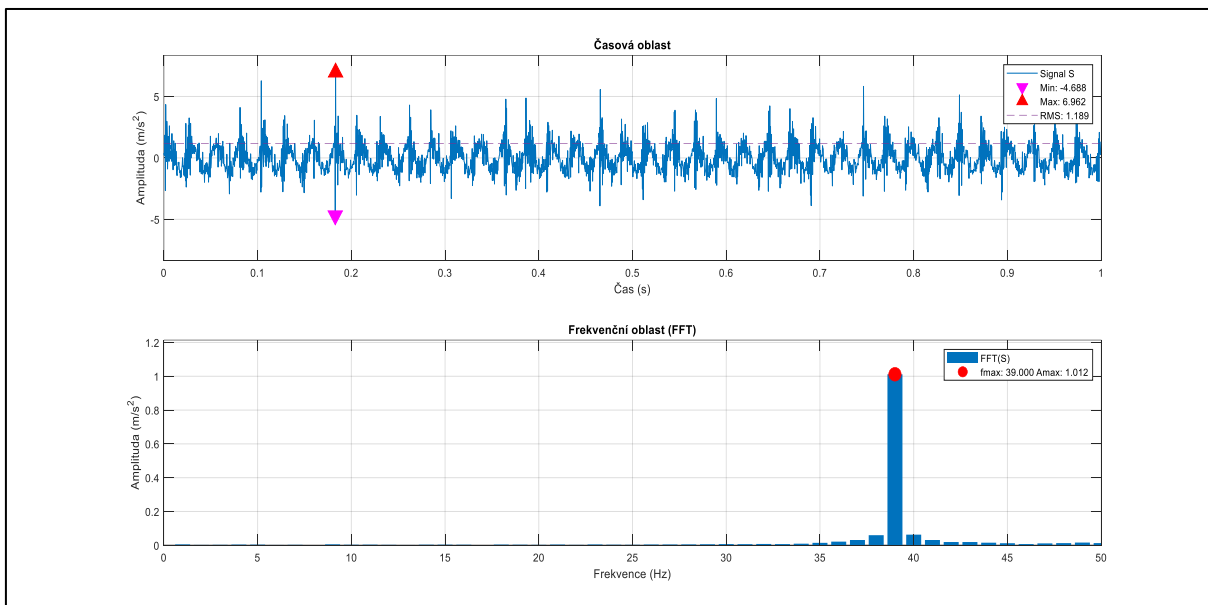 Časová oblast
Amplituda (m/s²)
5
0
-5
Signal S
Min: -4.688
Max: 6.962
RMS: 1.189
0 0.1 0.2 0.3 0.4 0.5 0.6 0.7 0.8 0.9 1
Čas (s)
Frekvenční oblast (FFT)
Amplituda (m/s²)
1.2
1
0.8
0.6
0.4
0.2
0
FFT(S)
fmax: 39.000 Amax: 1.012
0 5 10 15 20 25 30 35 40 45 50
Frekvence (Hz)